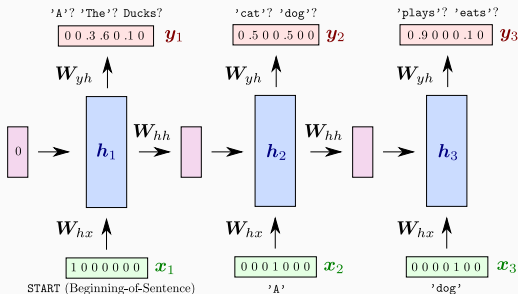 'A'? 'The'? Ducks? 'cat'? 'dog'? 'plays'? 'eats'?
0 0 .3 .6 0 .1 0 y1 0 .5 0 0 .5 0 0 y2 0 .9 0 0 0 .1 0 y3
Wyh Wyh Wyh
Whh Whh
0 h1 h2 h3
Whx Whx Whx
1 0 0 0 0 0 0 x1 0 0 0 1 0 0 0 x2 0 0 0 0 1 0 0 x3
START (Beginning-of-Sentence) 'A' 'dog'